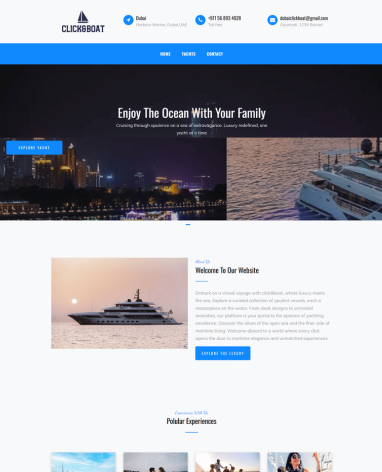 CLICK&BOAT
Dubai
Harbour Marina, Dubai,UAE
+971 56 893 4928
Toll free
dubaiclickboat@gmail.com
HOME YACHTS CONTACT
Enjoy The Ocean With Your Family
Cruising through opulence on a sea of extravagance. Luxury redefined, one
yacht at a time
EXPLORE YACHT
About Us
Welcome To Our Website
Embark on a virtual voyage with click&boat, where luxury meets
the sea. Explore a curated collection of opulent vessels, each a
masterpiece on the water. From sleek designs to unrivaled
amenities, our platform is your portal to the epitome of yachting
excellence. Discover the allure of the open sea and the finer side of
maritime living. Welcome aboard to a world where every click
opens the door to maritime elegance and unmatched experiences
EXPLORE THE LUXURY
Experiences With Us
Polular Experiences